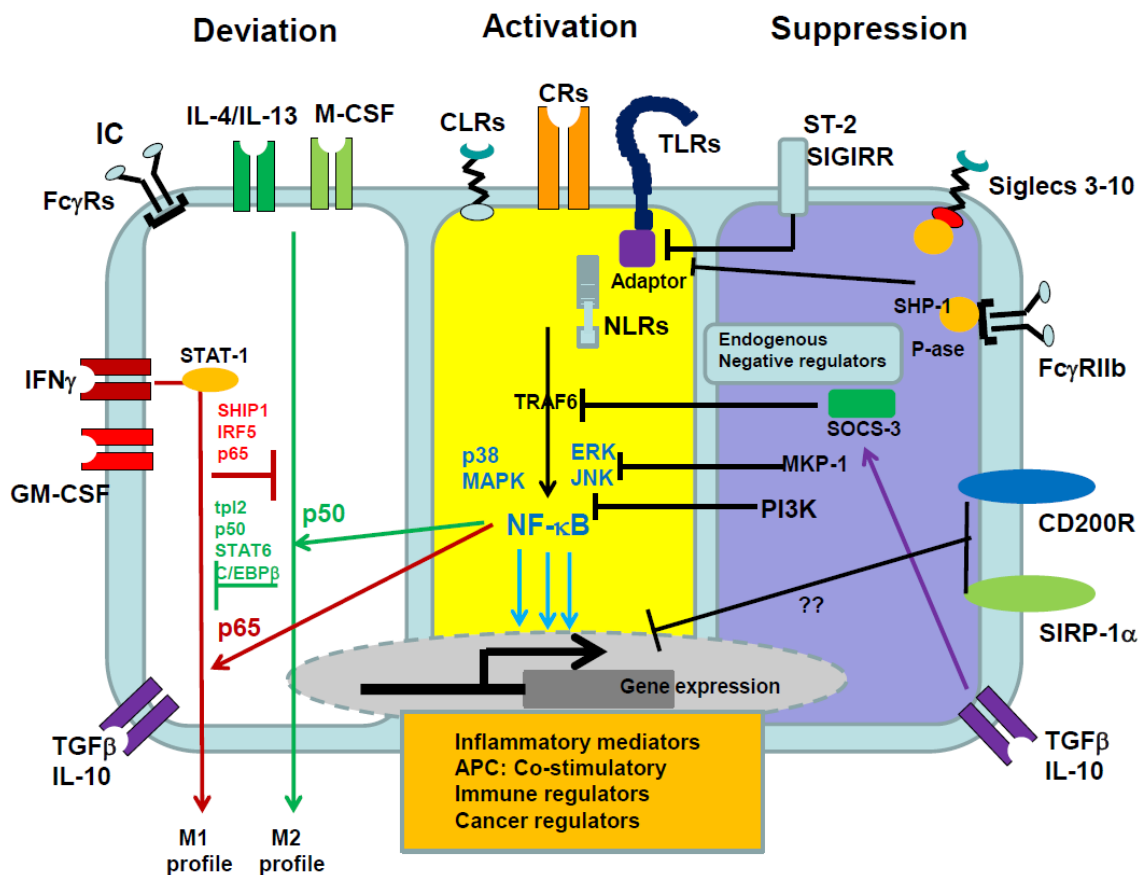 Deviation
Activation
Suppression
IC
IL-4/IL-13
M-CSF
FcγRs
CLRs
CRs
TLRs
ST-2
SIGIRR
Siglecs 3-10
Adaptor
NLRs
SHP-1
P-ase
FcγRIIb
Endogenous
Negative regulators
IFNγ
STAT-1
SHIP1
IRF5
p65
GM-CSF
tpl2
p50
STAT6
C/EBPβ
p50
p65
TRAF6
p38
MAPK
ERK
JNK
NF-κB
SOCS-3
MKP-1
PI3K
CD200R
??
SIRP-1α
Gene expression
TGFβ
IL-10
TGFβ
IL-10
Inflammatory mediators
APC: Co-stimulatory
Immune regulators
Cancer regulators
M1
profile
M2
profile